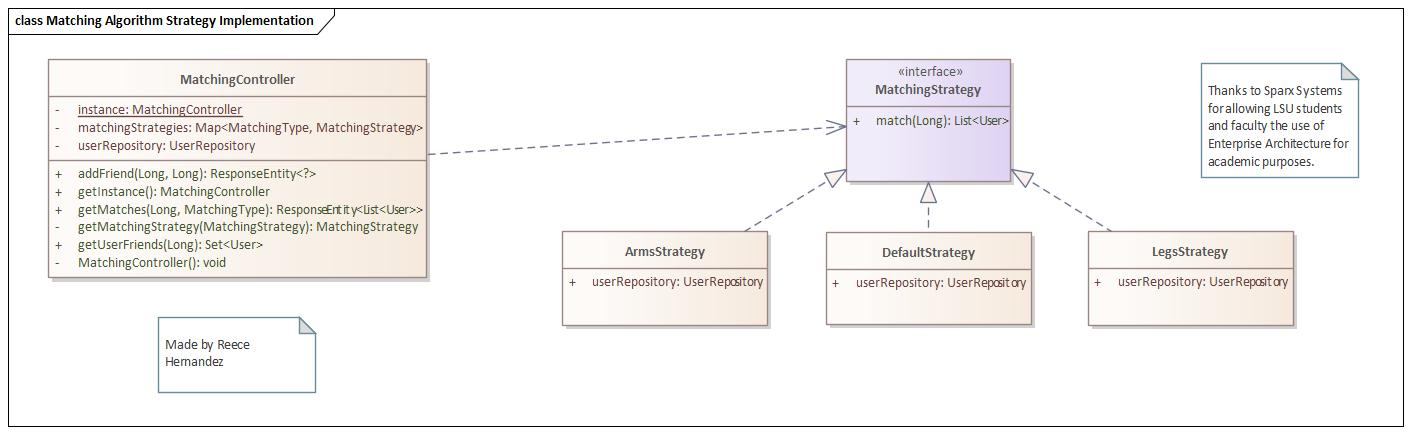 class Matching Algorithm Strategy Implementation
MatchingController
- instance: MatchingController
- matchingStrategies: Map<MatchingType, MatchingStrategy>
- userRepository: UserRepository
+ addFriend(Long, Long): ResponseEntity<?>
+ getInstance(): MatchingController
+ getMatches(Long, MatchingType): ResponseEntity<List<User>>
- getMatchingStrategy(MatchingStrategy): MatchingStrategy
+ getUserFriends(Long): Set<User>
- MatchingController(): void
«interface»
MatchingStrategy
+ match(Long): List<User>
Thanks to Sparx Systems
for allowing LSU students
and faculty the use of
Enterprise Architecture for
academic purposes.
ArmsStrategy
+ userRepository: UserRepository
DefaultStrategy
+ userRepository: UserRepository
LegsStrategy
+ userRepository: UserRepository
Made by Reece
Hernandez